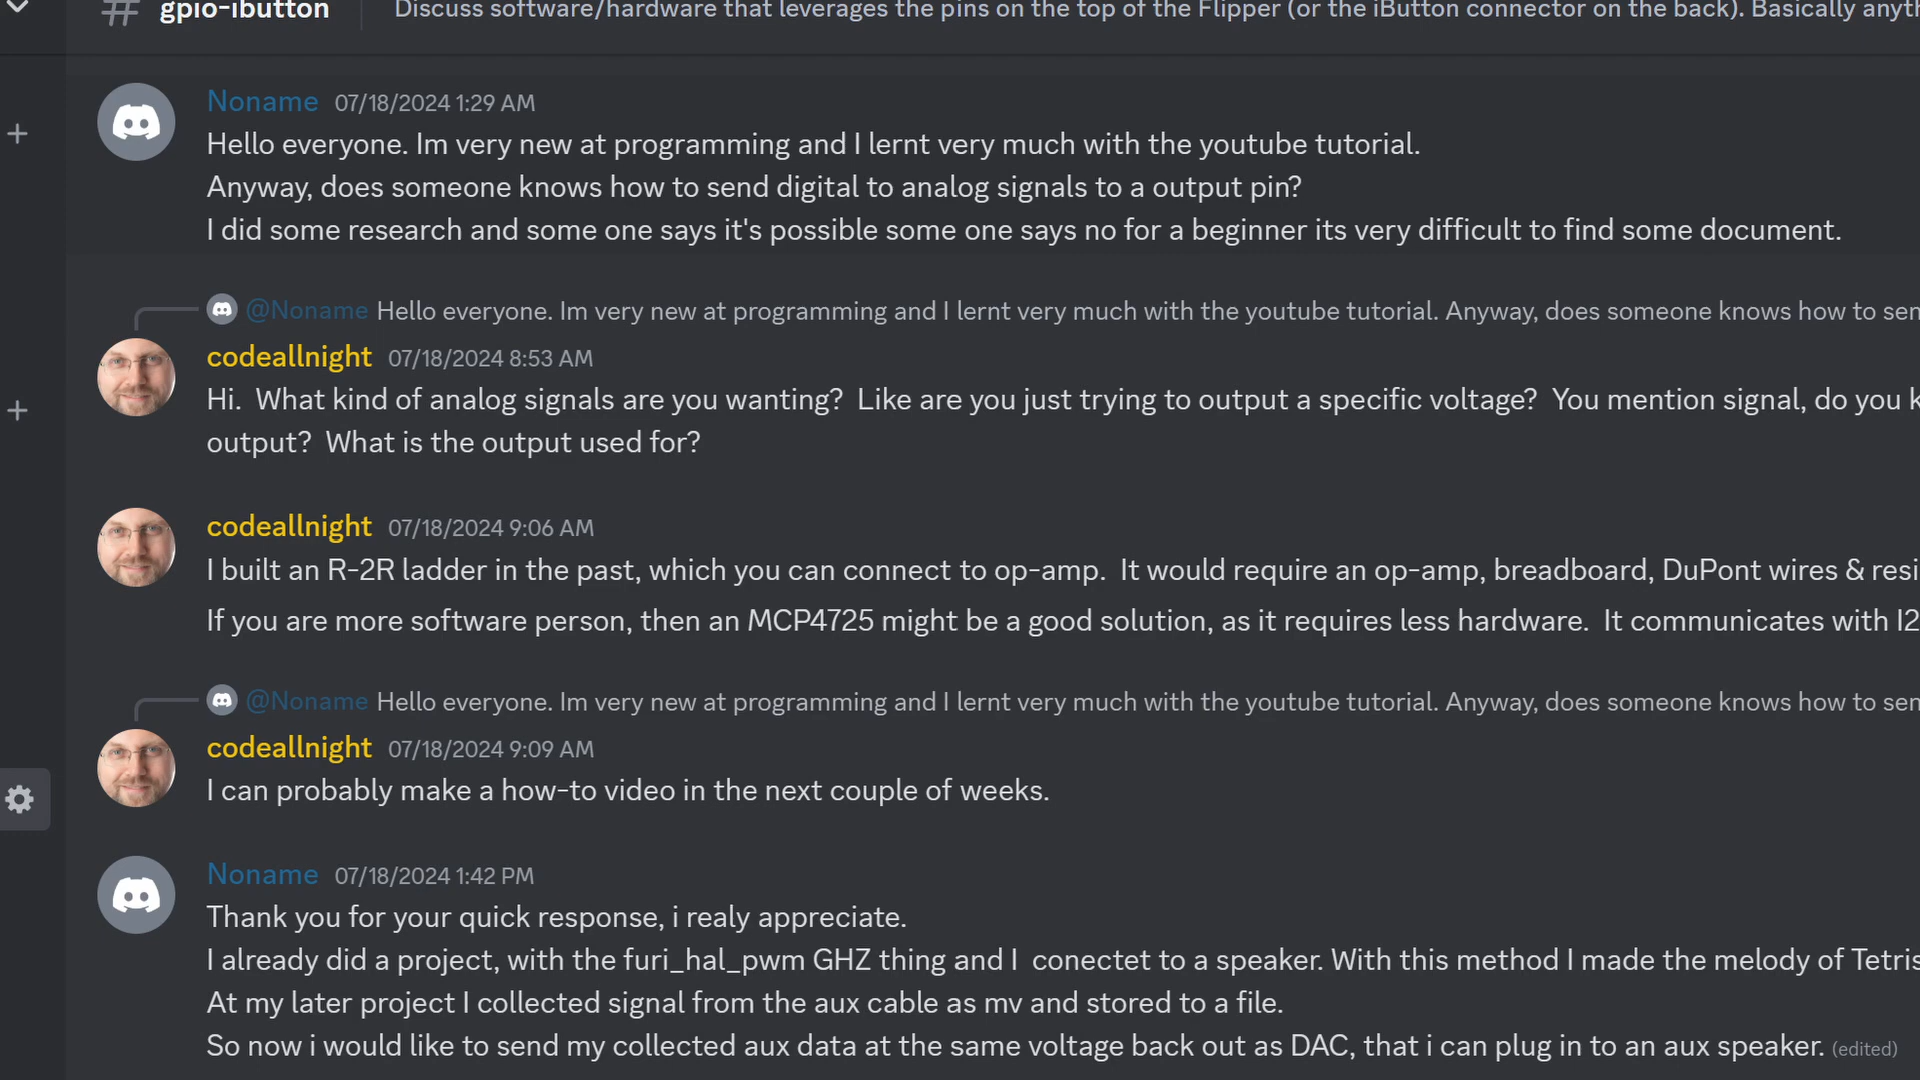 gpio-ibutton
Discuss software/hardware that leverages the pins on the top of the Flipper (or the iButton connector on the back). Basically
Noname 07/18/2024 1:29 AM
Hello everyone. Im very new at programming and I lernt very much with the youtube tutorial.
Anyway, does someone knows how to send digital to analog signals to a output pin?
I did some research and some one says it's possible some one says no for a beginner its very difficult to find some document.
@Noname Hello everyone. Im very new at programming and I lernt very much with the youtube tutorial. Anyway, does someone knows how to
codeallnight 07/18/2024 8:53 AM
Hi. What kind of analog signals are you wanting? Like are you just trying to output a specific voltage? You mention signal, do you
output? What is the output used for?
codeallnight 07/18/2024 9:06 AM
I built an R-2R ladder in the past, which you can connect to op-amp. It would require an op-amp, breadboard, DuPont wires &
If you are more software person, then an MCP4725 might be a good solution, as it requires less hardware. It communicates with
@Noname Hello everyone. Im very new at programming and I lernt very much with the youtube tutorial. Anyway, does someone knows how to
codeallnight 07/18/2024 9:09 AM
I can probably make a how-to video in the next couple of weeks.
Noname 07/18/2024 1:42 PM
Thank you for your quick response, i realy appreciate.
I already did a project, with the furi_hal_pwm GHZ thing and I conectet to a speaker. With this method I made the melody of Tetris
At my later project I collected signal from the aux cable as mv and stored to a file.
So now i would like to send my collected aux data at the same voltage back out as DAC, that i can plug in to an aux speaker. (edited)